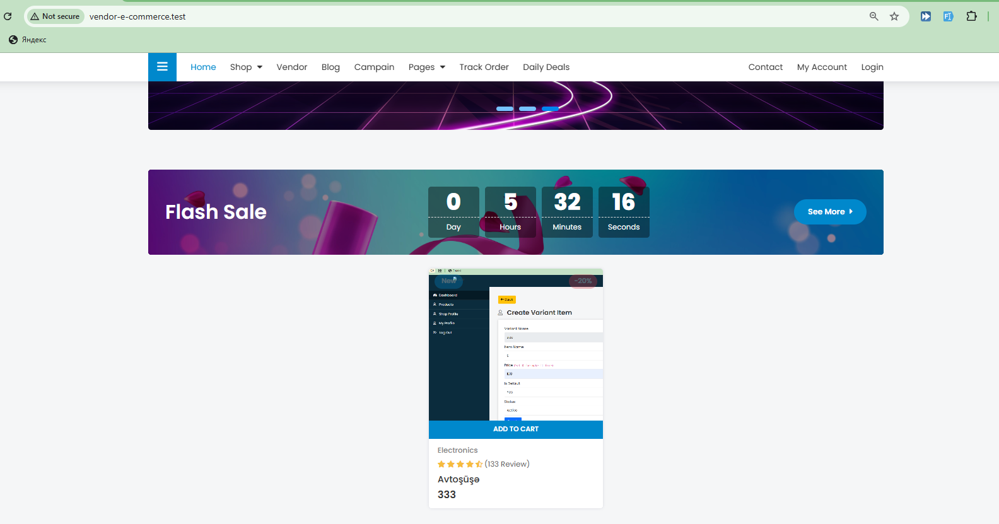 Not secure
vendor-e-commerce.test
Яндекс
Home Shop Vendor Blog Campain Pages Track Order Daily Deals Contact My Account Login
Flash Sale
0 5 32 16
Day Hours Minutes Seconds
See More
New -20%
Dashboard
Products
Shop Profile
My Profile
Log Out
Back
Create Variant Item
Variant Name
size
Item Name
S
Price
100
Is Default
Yes
Status
Active
ADD TO CART
Electronics
(133 Review)
Avtoşüşə
333